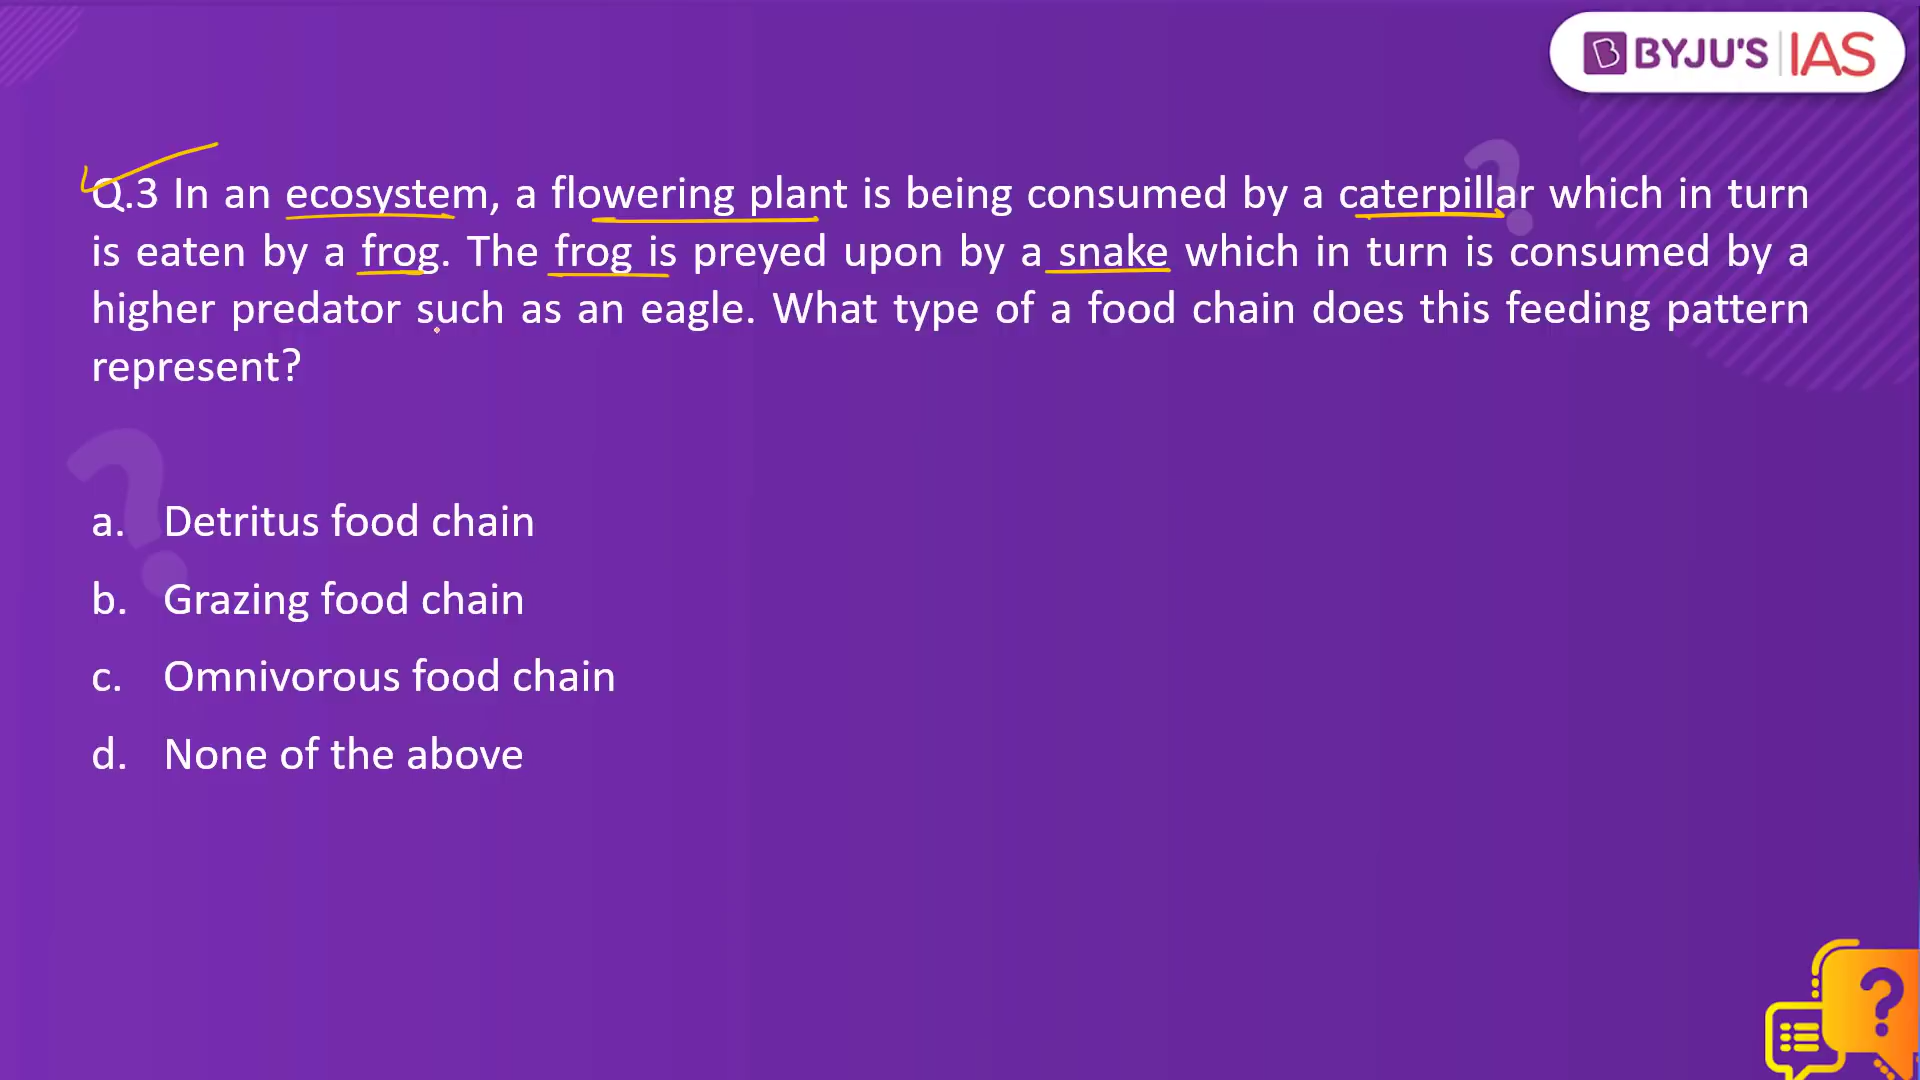 BYJU'S IAS
Q.3 In an ecosystem, a flowering plant is being consumed by a caterpillar which in turn
is eaten by a frog. The frog is preyed upon by a snake which in turn is consumed by a
higher predator such as an eagle. What type of a food chain does this feeding pattern
represent?
a. Detritus food chain
b. Grazing food chain
c. Omnivorous food chain
d. None of the above